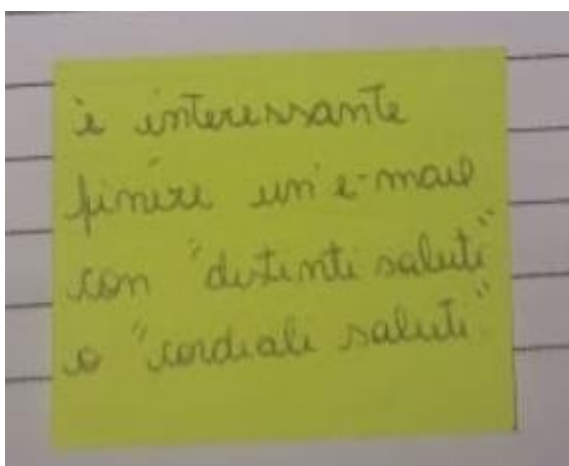 è interessante
finire un'e-mail
con "distinti saluti"
o "cordiali saluti"